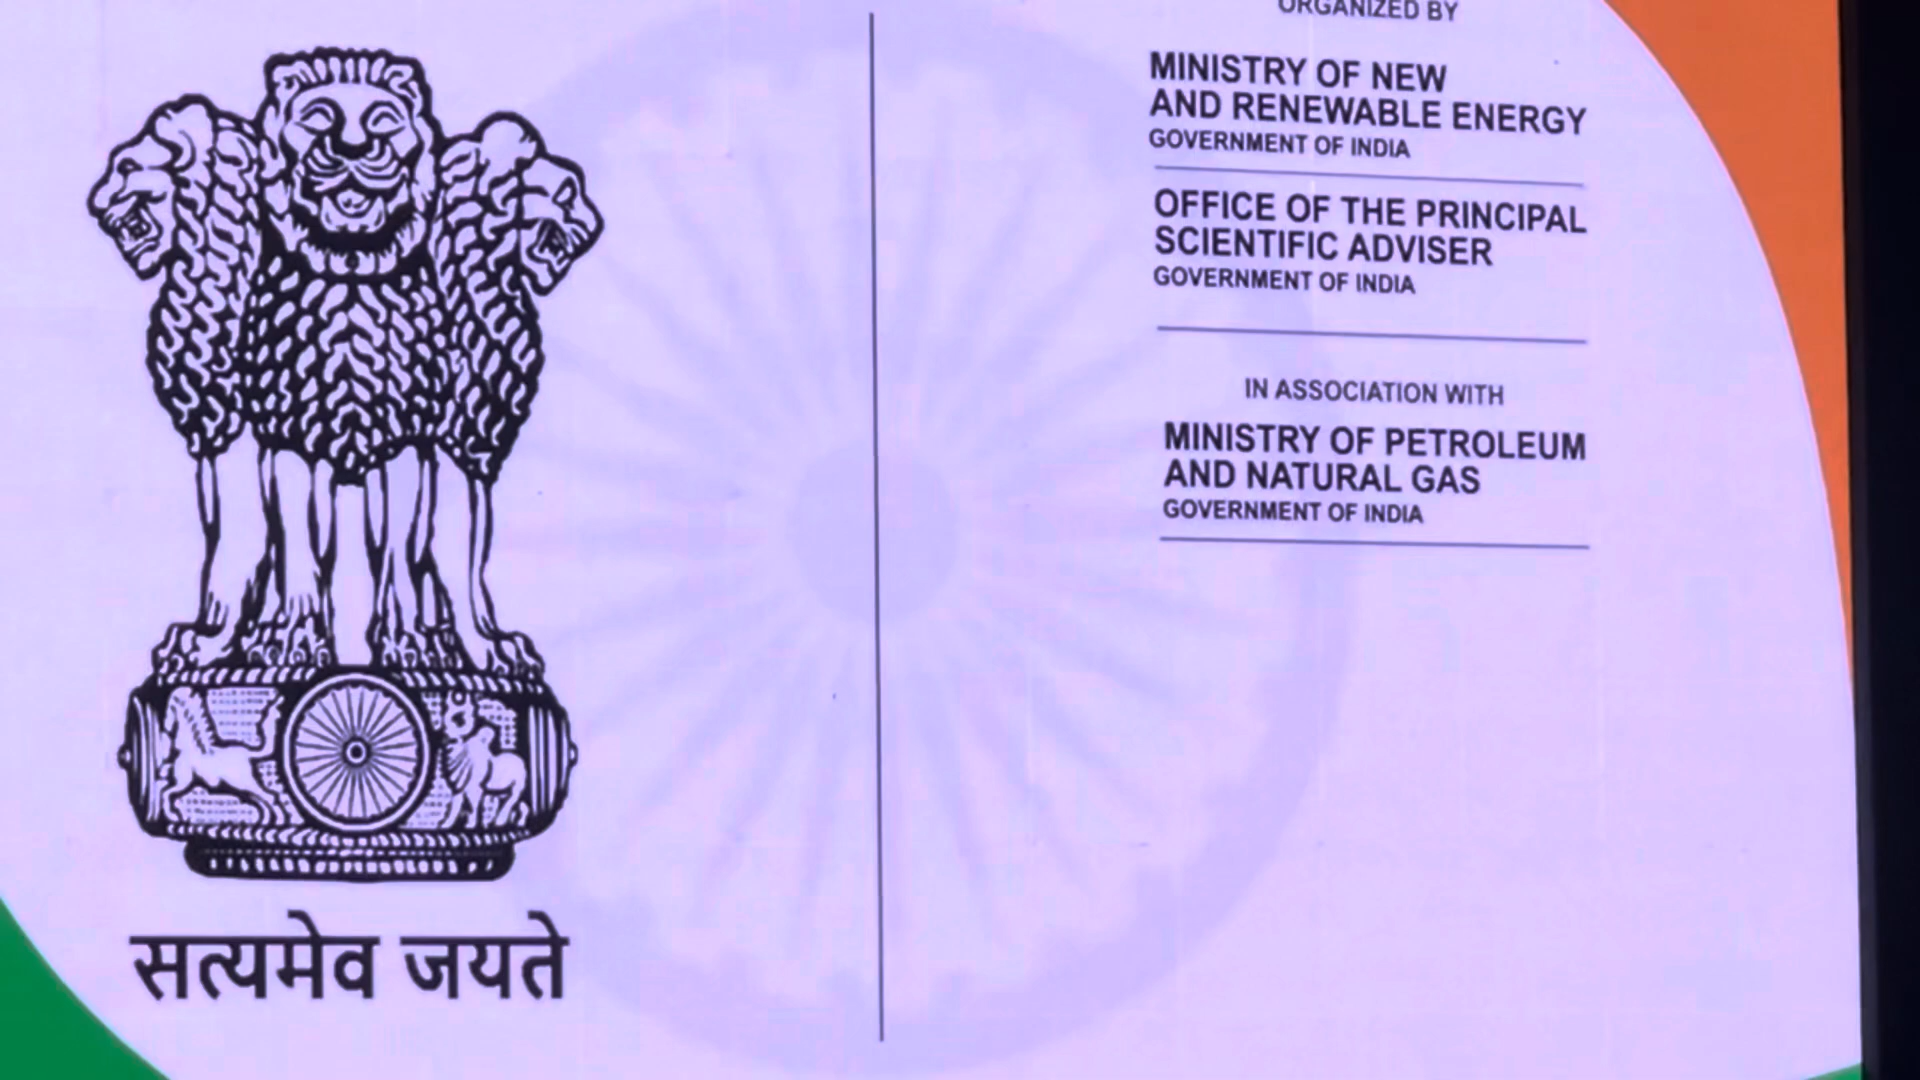 सत्यमेव जयते
ORGANIZED BY
MINISTRY OF NEW
AND RENEWABLE ENERGY
GOVERNMENT OF INDIA
OFFICE OF THE PRINCIPAL
SCIENTIFIC ADVISER
GOVERNMENT OF INDIA
IN ASSOCIATION WITH
MINISTRY OF PETROLEUM
AND NATURAL GAS
GOVERNMENT OF INDIA